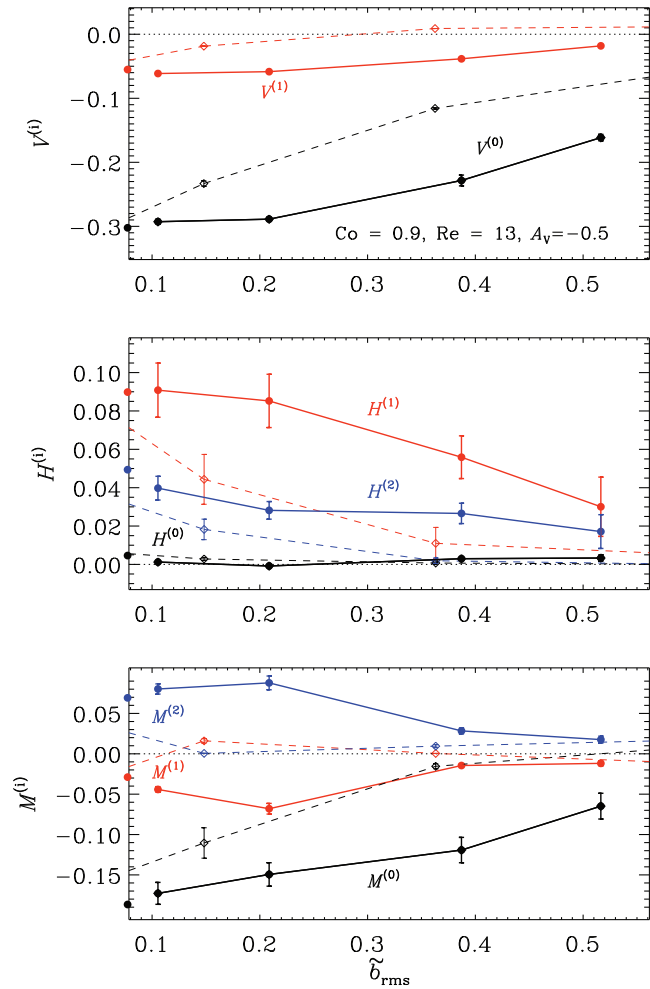 0.0
−0.1
−0.2
−0.3
V⁽ⁱ⁾
V⁽¹⁾
V⁽⁰⁾
Co = 0.9, Re = 13, A_V=−0.5
0.1 0.2 0.3 0.4 0.5
0.10
0.08
0.06
0.04
0.02
0.00
H⁽ⁱ⁾
H⁽¹⁾
H⁽²⁾
H⁽⁰⁾
0.1 0.2 0.3 0.4 0.5
0.05
0.00
−0.05
−0.10
−0.15
M⁽ⁱ⁾
M⁽²⁾
M⁽¹⁾
M⁽⁰⁾
0.1 0.2 0.3 0.4 0.5
b̃_rms